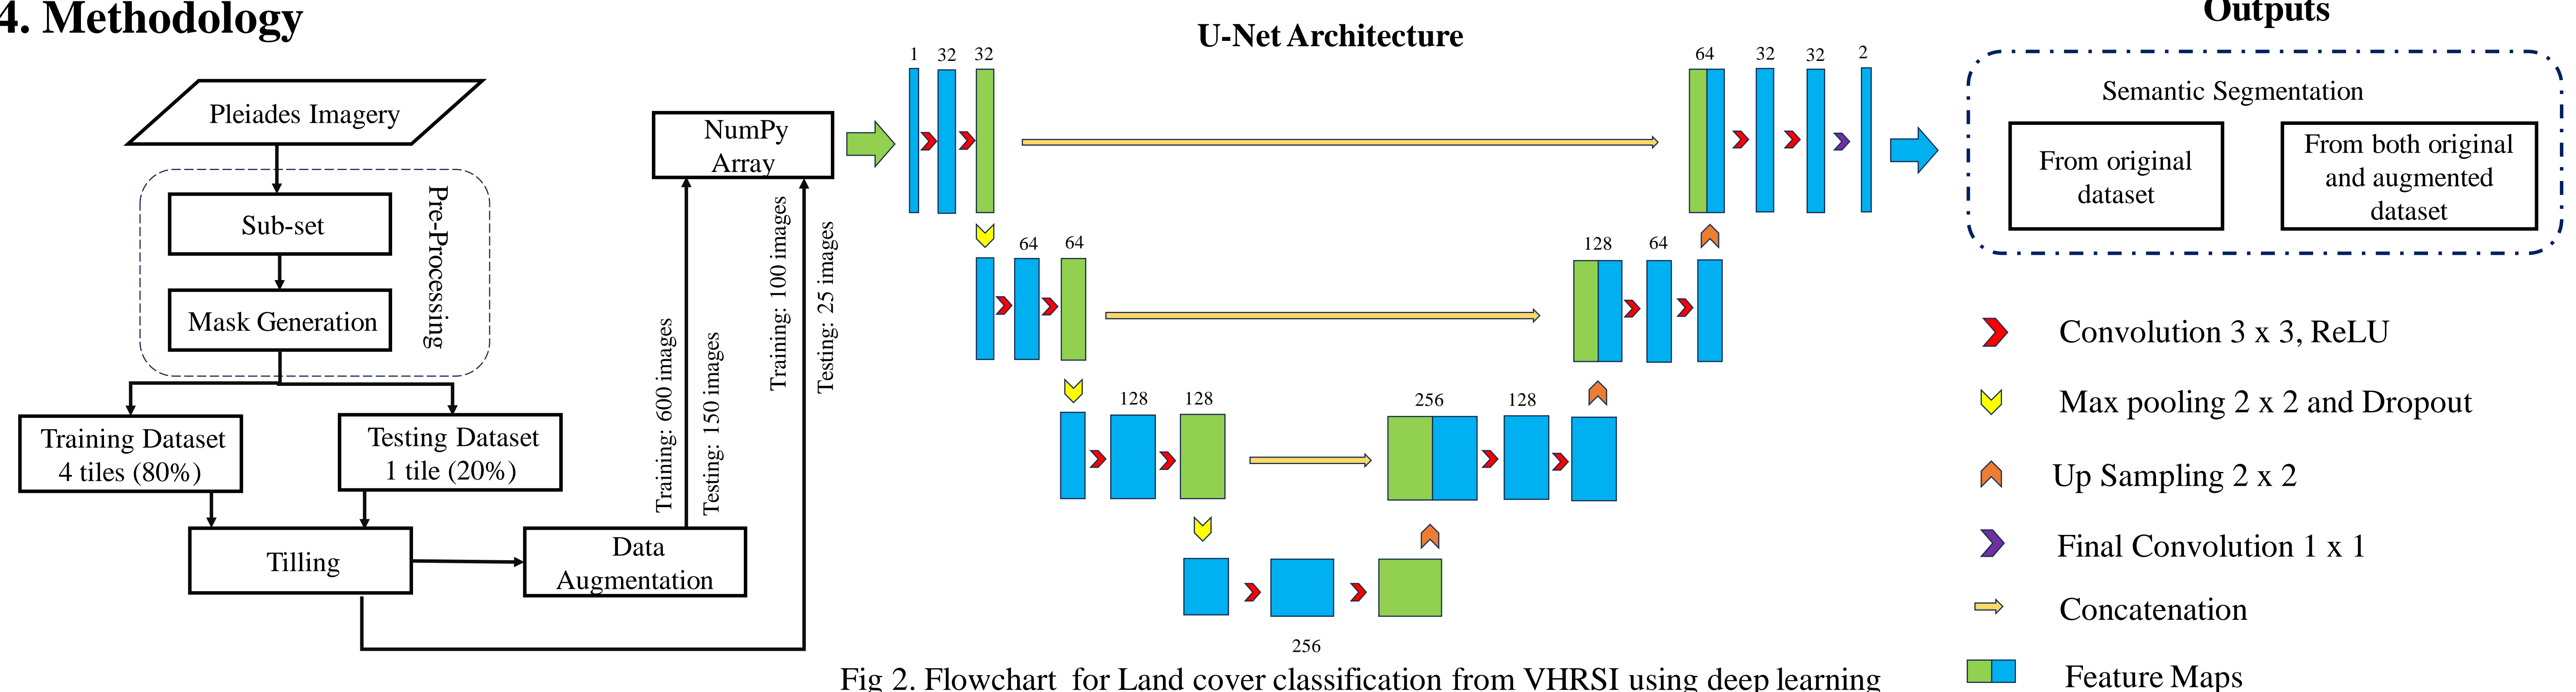 4. Methodology
Pleiades Imagery
Sub-set
Mask Generation
Pre-Processing
Training Dataset
4 tiles (80%)
Testing Dataset
1 tile (20%)
Tilling
Data
Augmentation
Training: 600 images
Testing: 150 images
Training: 100 images
Testing: 25 images
NumPy
Array
U-Net Architecture
1
32
32
64
32
32
2
64
64
128
64
128
128
256
128
256
Outputs
Semantic Segmentation
From original
dataset
From both original
and augmented
dataset
Convolution 3 x 3, ReLU
Max pooling 2 x 2 and Dropout
Up Sampling 2 x 2
Final Convolution 1 x 1
Concatenation
Feature Maps
Fig 2. Flowchart for Land cover classification from VHRSI using deep learning